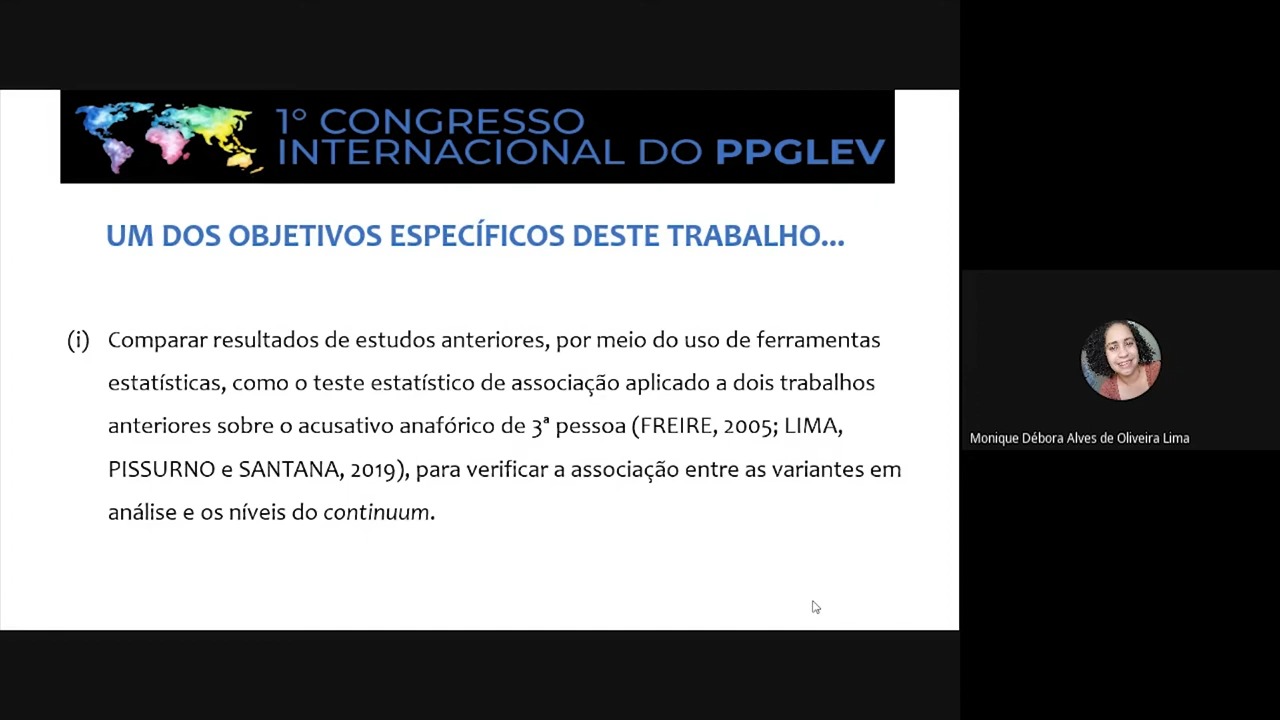 1º CONGRESSO
INTERNACIONAL DO PPGLEV
UM DOS OBJETIVOS ESPECÍFICOS DESTE TRABALHO...
(i) Comparar resultados de estudos anteriores, por meio do uso de ferramentas
estatísticas, como o teste estatístico de associação aplicado a dois trabalhos
anteriores sobre o acusativo anafórico de 3ª pessoa (FREIRE, 2005; LIMA,
PISSURNO e SANTANA, 2019), para verificar a associação entre as variantes em
análise e os níveis do continuum.
Monique Débora Alves de Oliveira Lima